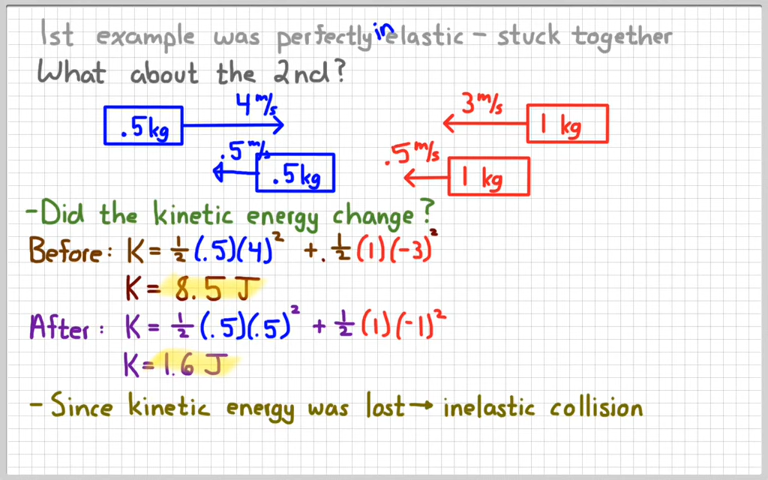 1st example was perfectly inelastic - stuck together
What about the 2nd?
4 m/s 3 m/s
.5kg 1 kg
.5 m/s .5 m/s
.5kg 1 kg
-Did the kinetic energy change?
Before: K = ½(.5)(4)² + ½(1)(-3)²
K = 8.5 J
After: K = ½(.5)(.5)² + ½(1)(-1)²
K = 1.6 J
- Since kinetic energy was lost → inelastic collision